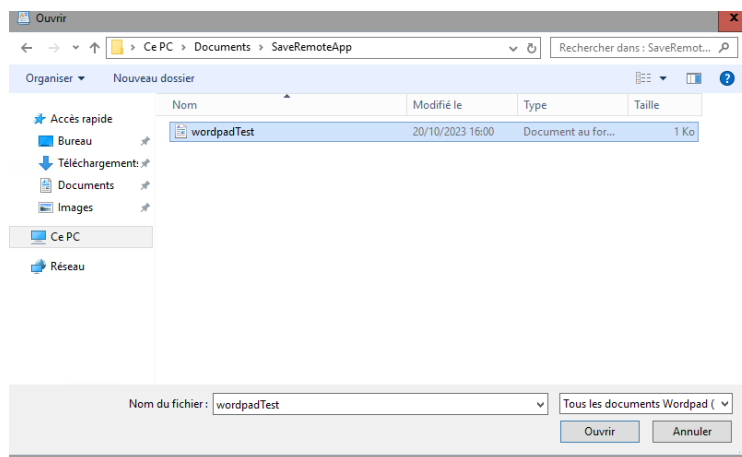 Ouvrir
Ce PC > Documents > SaveRemoteApp
Rechercher dans : SaveRemot...
Organiser
Nouveau dossier
Nom Modifié le Type Taille
wordpadTest 20/10/2023 16:00 Document au for... 1 Ko
Accès rapide
Bureau
Téléchargements
Documents
Images
Ce PC
Réseau
Nom du fichier : wordpadTest
Tous les documents Wordpad (
Ouvrir Annuler